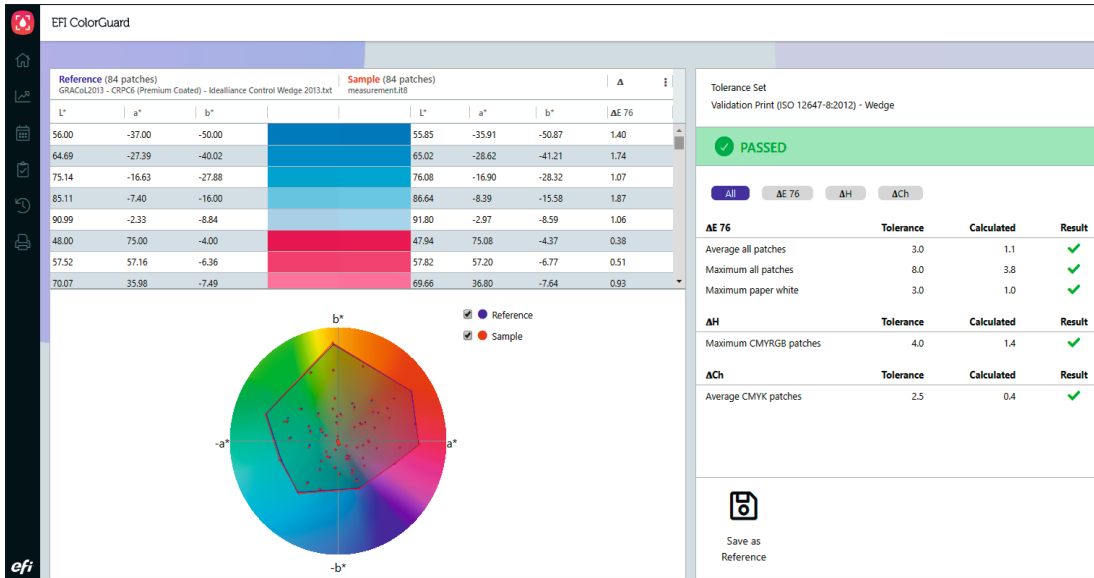 EFI ColorGuard
Reference (84 patches)
GRACoL2013 - CRPC6 (Premium Coated) - Idealliance Control Wedge 2013.txt
Sample (84 patches)
measurement.it8
Δ
L* a* b* L* a* b* ΔE 76
56.00 -37.00 -50.00 55.85 -35.91 -50.87 1.40
64.69 -27.39 -40.02 65.02 -28.62 -41.21 1.74
75.14 -16.63 -27.88 76.08 -16.90 -28.32 1.07
85.11 -7.40 -16.00 86.64 -8.39 -15.58 1.87
90.99 -2.33 -8.84 91.80 -2.97 -8.59 1.06
48.00 75.00 -4.00 47.94 75.08 -4.37 0.38
57.52 57.16 -6.36 57.82 57.20 -6.77 0.51
70.07 35.98 -7.49 69.66 36.80 -7.64 0.93
b*
-a*
a*
-b*
Reference
Sample
Tolerance Set
Validation Print (ISO 12647-8:2012) - Wedge
PASSED
All ΔE 76 ΔH ΔCh
ΔE 76 Tolerance Calculated Result
Average all patches 3.0 1.1
Maximum all patches 8.0 3.8
Maximum paper white 3.0 1.0
ΔH Tolerance Calculated Result
Maximum CMYRGB patches 4.0 1.4
ΔCh Tolerance Calculated Result
Average CMYK patches 2.5 0.4
Save as
Reference
efi